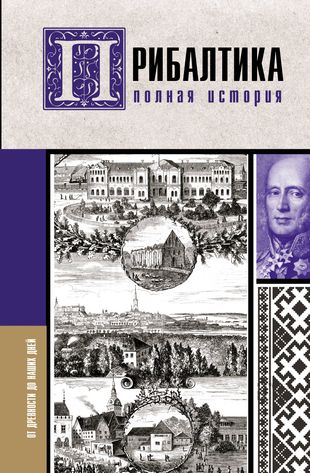 ПРИБАЛТИКА
ПОЛНАЯ ИСТОРИЯ
ОТ ДРЕВНОСТИ ДО НАШИХ ДНЕЙ